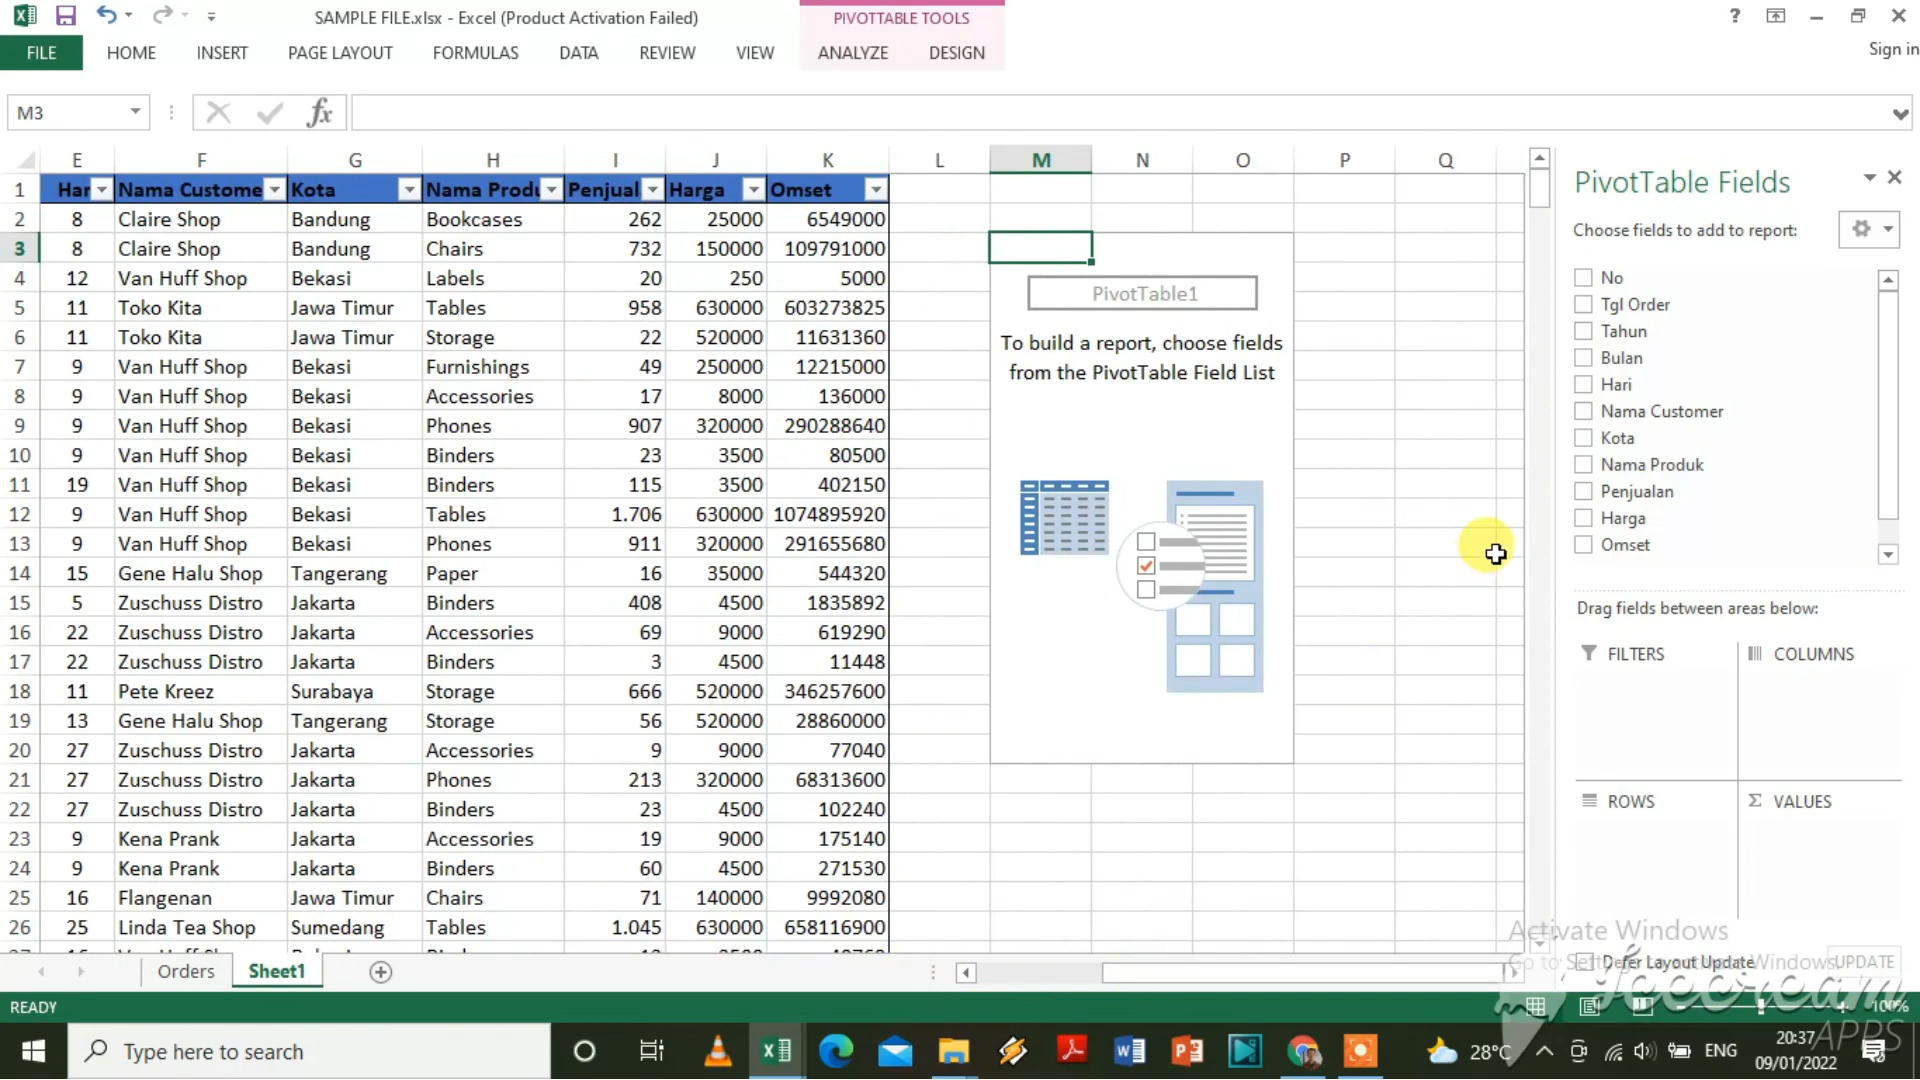 SAMPLE FILE.xlsx - Excel (Product Activation Failed)
PIVOTTABLE TOOLS
?
Sign in
FILE HOME INSERT PAGE LAYOUT FORMULAS DATA REVIEW VIEW ANALYZE DESIGN
M3
fx
E F G H I J K L M N O P Q
1 Har Nama Custome Kota Nama Produ Penjual Harga Omset
2 8 Claire Shop Bandung Bookcases 262 25000 6549000
3 8 Claire Shop Bandung Chairs 732 150000 109791000
4 12 Van Huff Shop Bekasi Labels 20 250 5000
5 11 Toko Kita Jawa Timur Tables 958 630000 603273825
6 11 Toko Kita Jawa Timur Storage 22 520000 11631360
7 9 Van Huff Shop Bekasi Furnishings 49 250000 12215000
8 9 Van Huff Shop Bekasi Accessories 17 8000 136000
9 9 Van Huff Shop Bekasi Phones 907 320000 290288640
10 9 Van Huff Shop Bekasi Binders 23 3500 80500
11 19 Van Huff Shop Bekasi Binders 115 3500 402150
12 9 Van Huff Shop Bekasi Tables 1.706 630000 1074895920
13 9 Van Huff Shop Bekasi Phones 911 320000 291655680
14 15 Gene Halu Shop Tangerang Paper 16 35000 544320
15 5 Zuschuss Distro Jakarta Binders 408 4500 1835892
16 22 Zuschuss Distro Jakarta Accessories 69 9000 619290
17 22 Zuschuss Distro Jakarta Binders 3 4500 11448
18 11 Pete Kreez Surabaya Storage 666 520000 346257600
19 13 Gene Halu Shop Tangerang Storage 56 520000 28860000
20 27 Zuschuss Distro Jakarta Accessories 9 9000 77040
21 27 Zuschuss Distro Jakarta Phones 213 320000 68313600
22 27 Zuschuss Distro Jakarta Binders 23 4500 102240
23 9 Kena Prank Jakarta Accessories 19 9000 175140
24 9 Kena Prank Jakarta Binders 60 4500 271530
25 16 Flangenan Jawa Timur Chairs 71 140000 9992080
26 25 Linda Tea Shop Sumedang Tables 1.045 630000 658116900
PivotTable1
To build a report, choose fields
from the PivotTable Field List
PivotTable Fields
Choose fields to add to report:
No
Tgl Order
Tahun
Bulan
Hari
Nama Customer
Kota
Nama Produk
Penjualan
Harga
Omset
Drag fields between areas below:
FILTERS COLUMNS
ROWS Σ VALUES
Activate Windows
Go to Settings to activate Windows.
Defer Layout Update UPDATE
Orders Sheet1
READY
100%
Icecream
APPS
Type here to search
28°C
ENG
20:37
09/01/2022